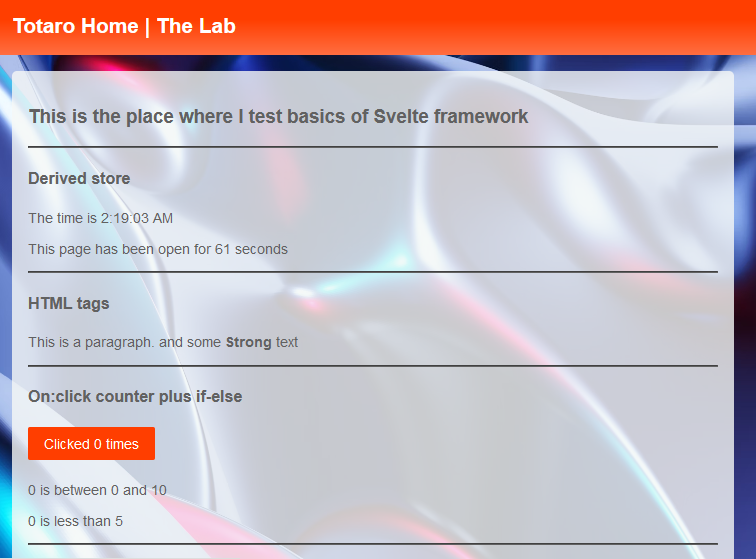 Totaro Home | The Lab
This is the place where I test basics of Svelte framework
Derived store
The time is 2:19:03 AM
This page has been open for 61 seconds
HTML tags
This is a paragraph. and some Strong text
On:click counter plus if-else
Clicked 0 times
0 is between 0 and 10
0 is less than 5